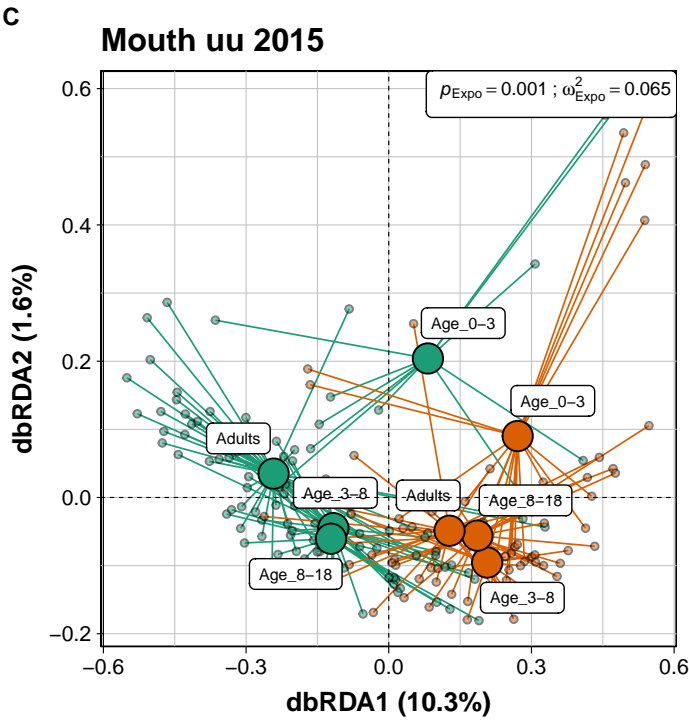 C
Mouth uu 2015
pExpo = 0.001 ; ω²Expo = 0.065
0.6
0.4
0.2
0.0
−0.2
Age_0−3
Age_0−3
Adults
Age_3−8
Adults
Age_8−18
Age_8−18
Age_3−8
−0.6
−0.3
0.0
0.3
0.6
dbRDA1 (10.3%)
dbRDA2 (1.6%)